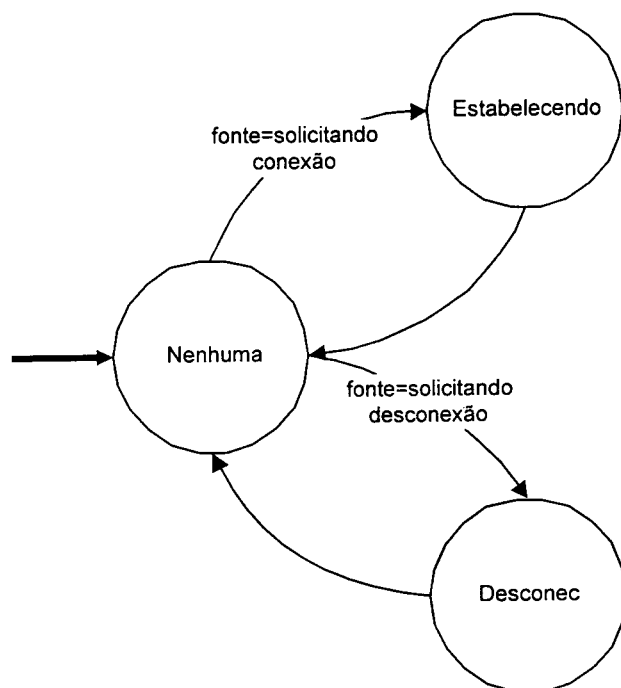 Estabelecendo
fonte=solicitando
conexão
Nenhuma
fonte=solicitando
desconexão
Desconec